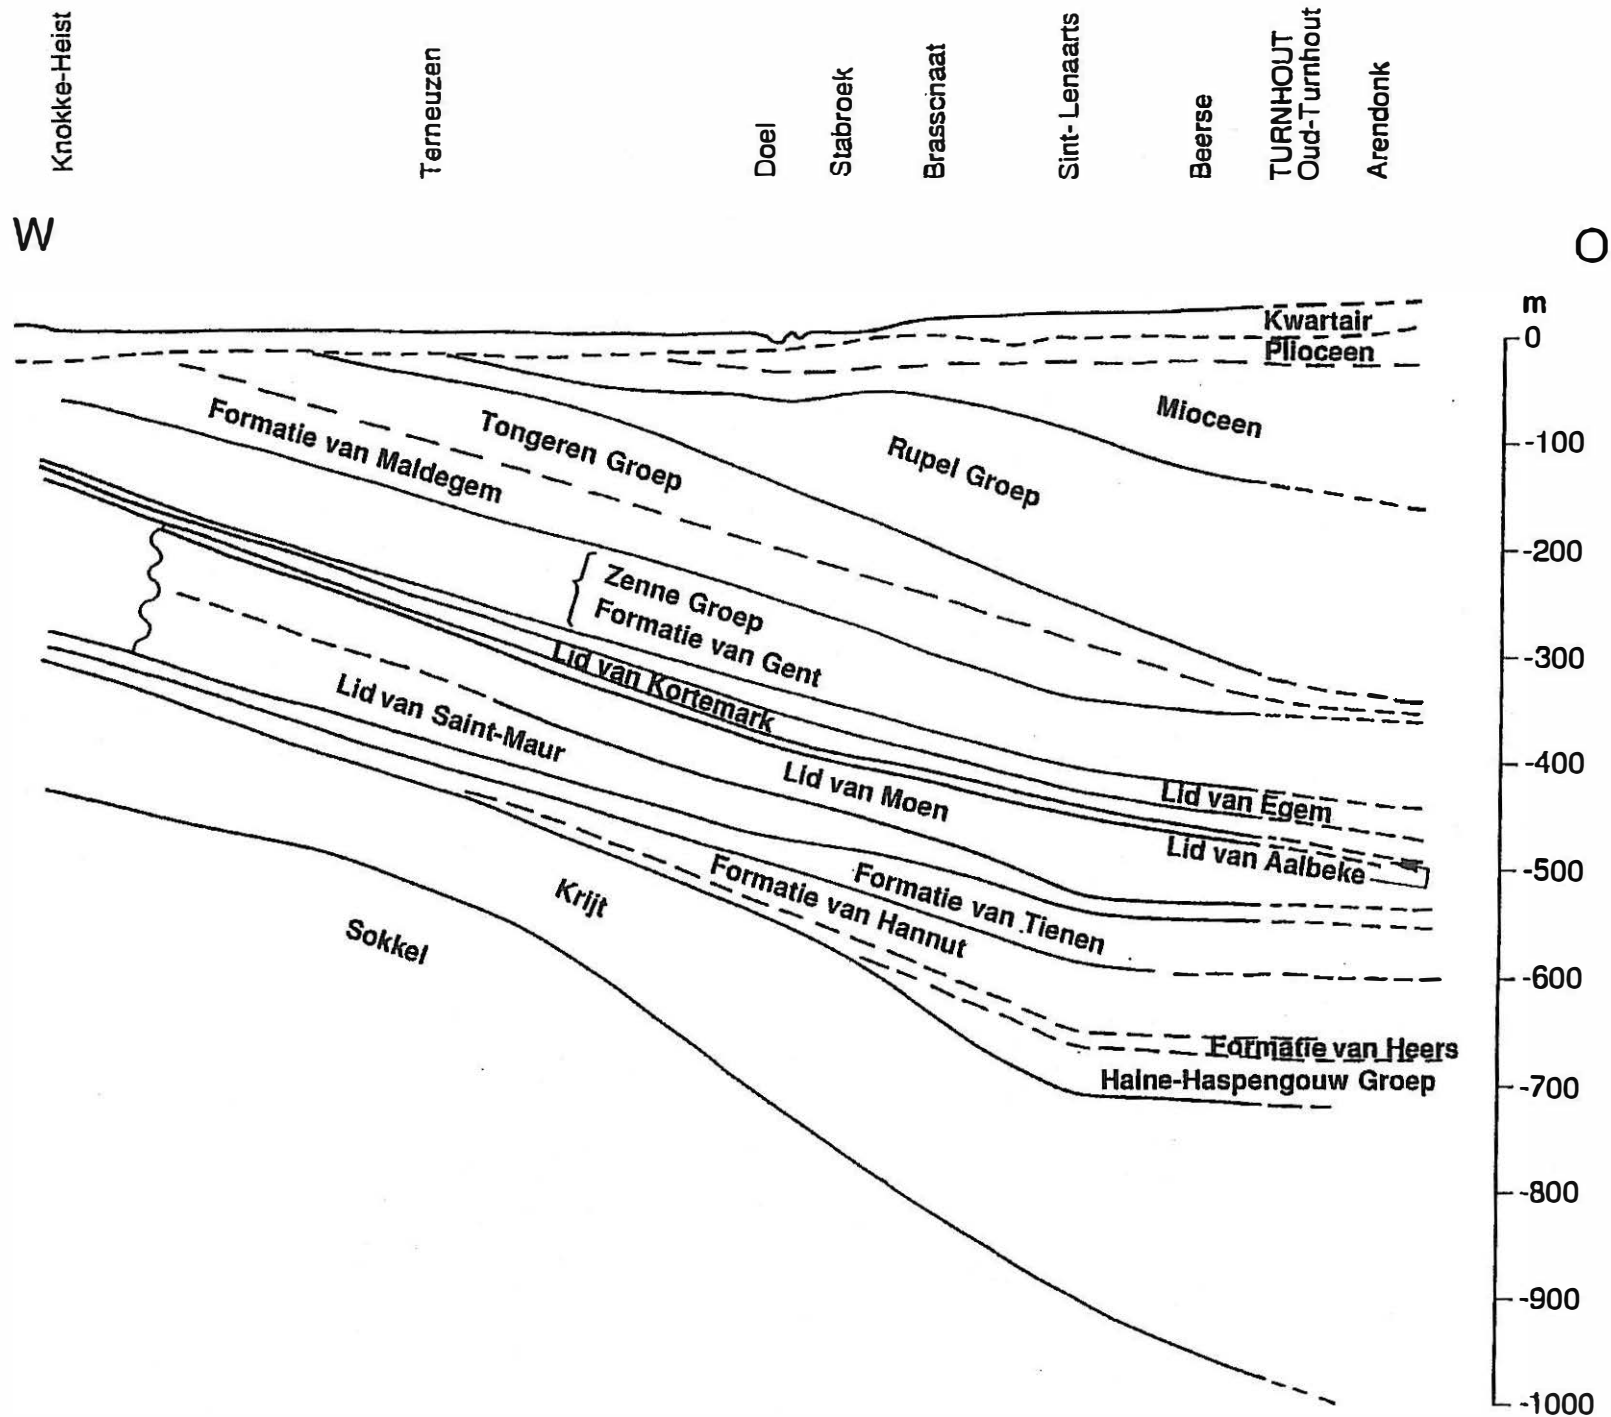 Knokke-Heist
Terneuzen
Doel
Stabroek
Brasscnaat
Sint-Lenaarts
Beerse
TURNHOUT
Oud-Turnhout
Arendonk
W
O
m
Kwartair
0
Plioceen
Mioceen
Formatie van Maldegem
Tongeren Groep
Rupel Groep
-100
-200
Zenne Groep
Formatie van Gent
Lid van Kortemark
-300
Lid van Saint-Maur
Lid van Moen
-400
Lid van Egem
Lid van Aalbeke
-500
Formatie van Tienen
Formatie van Hannut
Krijt
Sokkel
-600
Formatie van Heers
Haine-Haspengouw Groep
-700
-800
-900
-1000